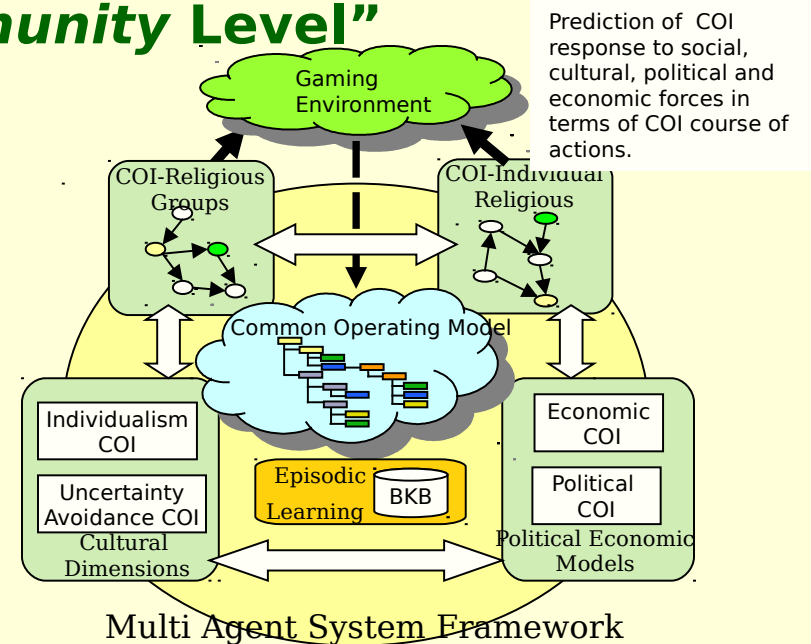 munity Level”
Prediction of COI
response to social,
cultural, political and
economic forces in
terms of COI course of
actions.
Gaming
Environment
COI-Religious
Groups
COI-Individual
Religious
Common Operating Model
Individualism
COI
Uncertainty
Avoidance COI
Cultural
Dimensions
Episodic
Learning
BKB
Economic
COI
Political
COI
Political Economic
Models
Multi Agent System Framework